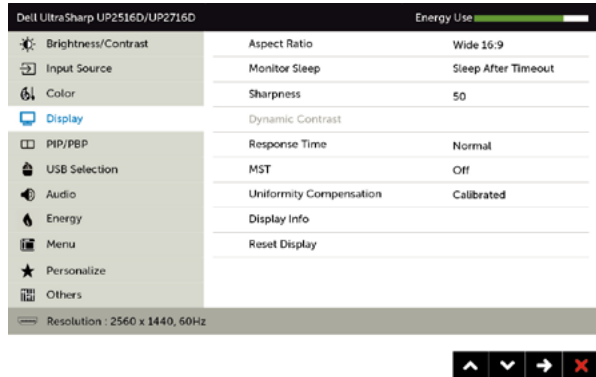 Dell UltraSharp UP2516D/UP2716D Energy Use
Brightness/Contrast Aspect Ratio Wide 16:9
Input Source Monitor Sleep Sleep After Timeout
Color Sharpness 50
Display Dynamic Contrast
PIP/PBP Response Time Normal
USB Selection MST Off
Audio Uniformity Compensation Calibrated
Energy Display Info
Menu Reset Display
Personalize
Others
Resolution : 2560 x 1440, 60Hz